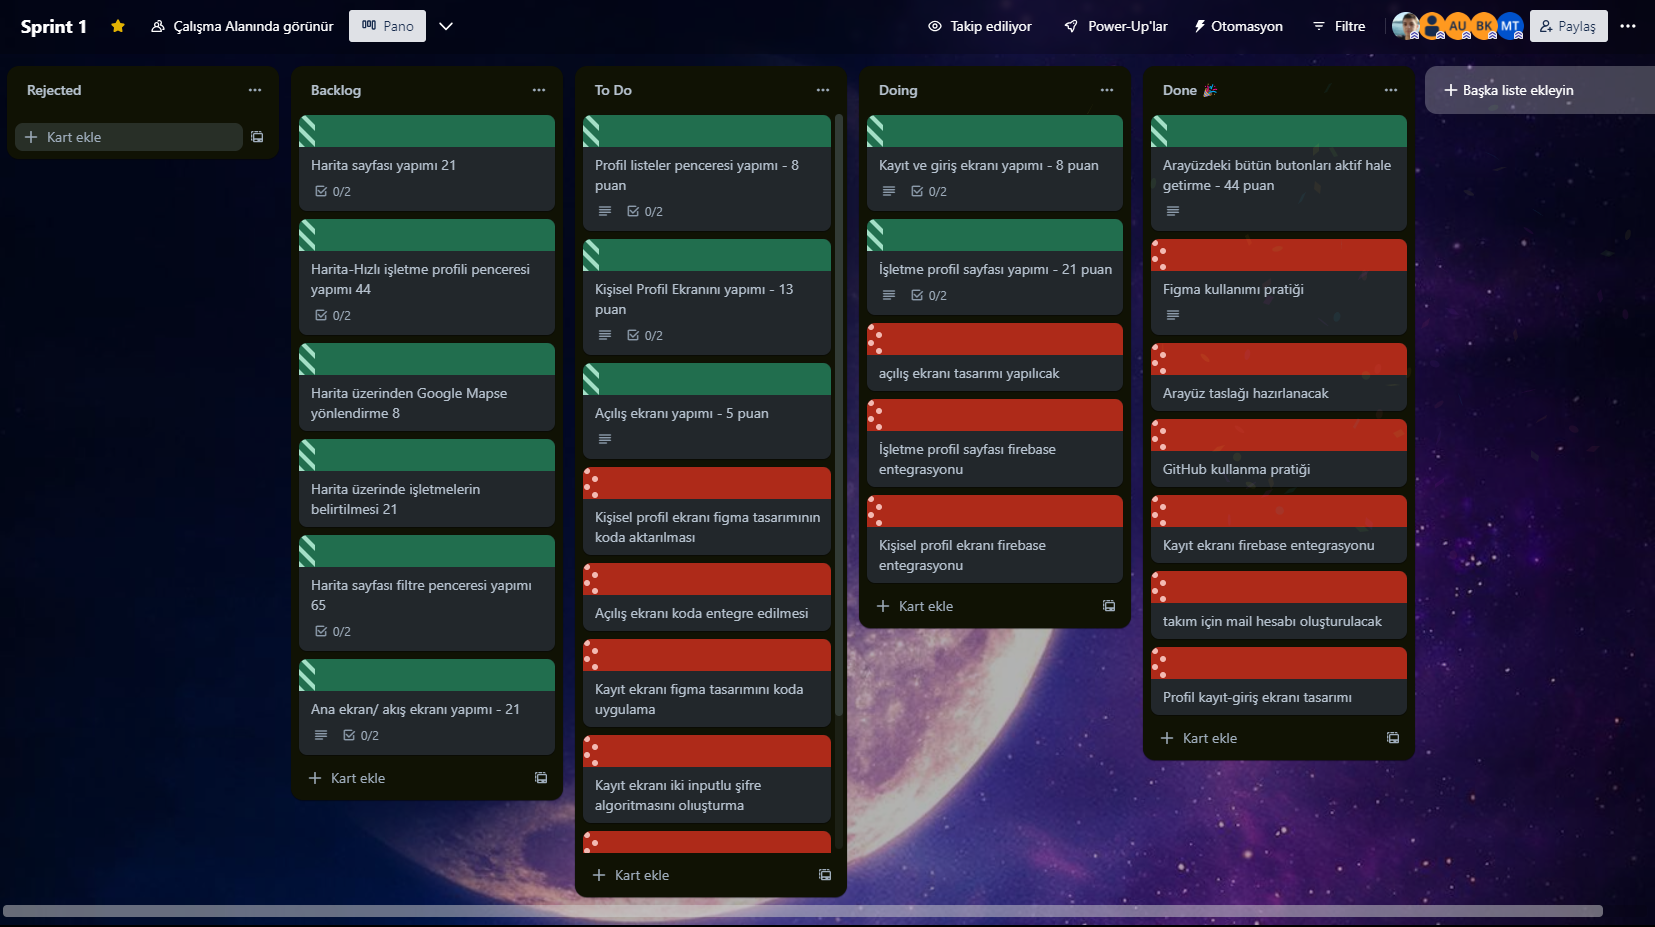 Sprint 1
Çalışma Alanında görünür
Pano
Takip ediliyor
Power-Up'lar
Otomasyon
Filtre
AU
BK
MT
Paylaş
Rejected
Kart ekle
Backlog
Harita sayfası yapımı 21
0/2
Harita-Hızlı işletme profili penceresi
yapımı 44
0/2
Harita üzerinden Google Mapse
yönlendirme 8
Harita üzerinde işletmelerin
belirtilmesi 21
Harita sayfası filtre penceresi yapımı
65
0/2
Ana ekran/ akış ekranı yapımı - 21
0/2
Kart ekle
To Do
Profil listeler penceresi yapımı - 8
puan
0/2
Kişisel Profil Ekranını yapımı - 13
puan
0/2
Açılış ekranı yapımı - 5 puan
Kişisel profil ekranı figma tasarımının
koda aktarılması
Açılış ekranı koda entegre edilmesi
Kayıt ekranı figma tasarımını koda
uygulama
Kayıt ekranı iki inputlu şifre
algoritmasını oluşturma
Kart ekle
Doing
Kayıt ve giriş ekranı yapımı - 8 puan
0/2
İşletme profil sayfası yapımı - 21 puan
0/2
açılış ekranı tasarımı yapılıcak
İşletme profil sayfası firebase
entegrasyonu
Kişisel profil ekranı firebase
entegrasyonu
Kart ekle
Done 🎉
Arayüzdeki bütün butonları aktif hale
getirme - 44 puan
Figma kullanımı pratiği
Arayüz taslağı hazırlanacak
GitHub kullanma pratiği
Kayıt ekranı firebase entegrasyonu
takım için mail hesabı oluşturulacak
Profil kayıt-giriş ekranı tasarımı
Kart ekle
Başka liste ekleyin